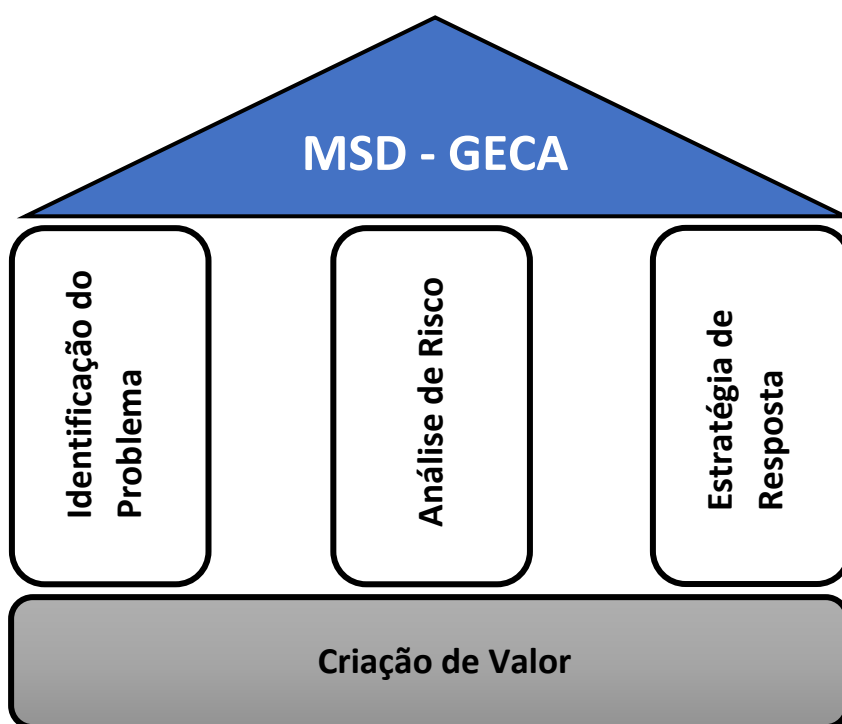 MSD - GECA
Identificação do
Problema
Análise de Risco
Estratégia de
Resposta
Criação de Valor